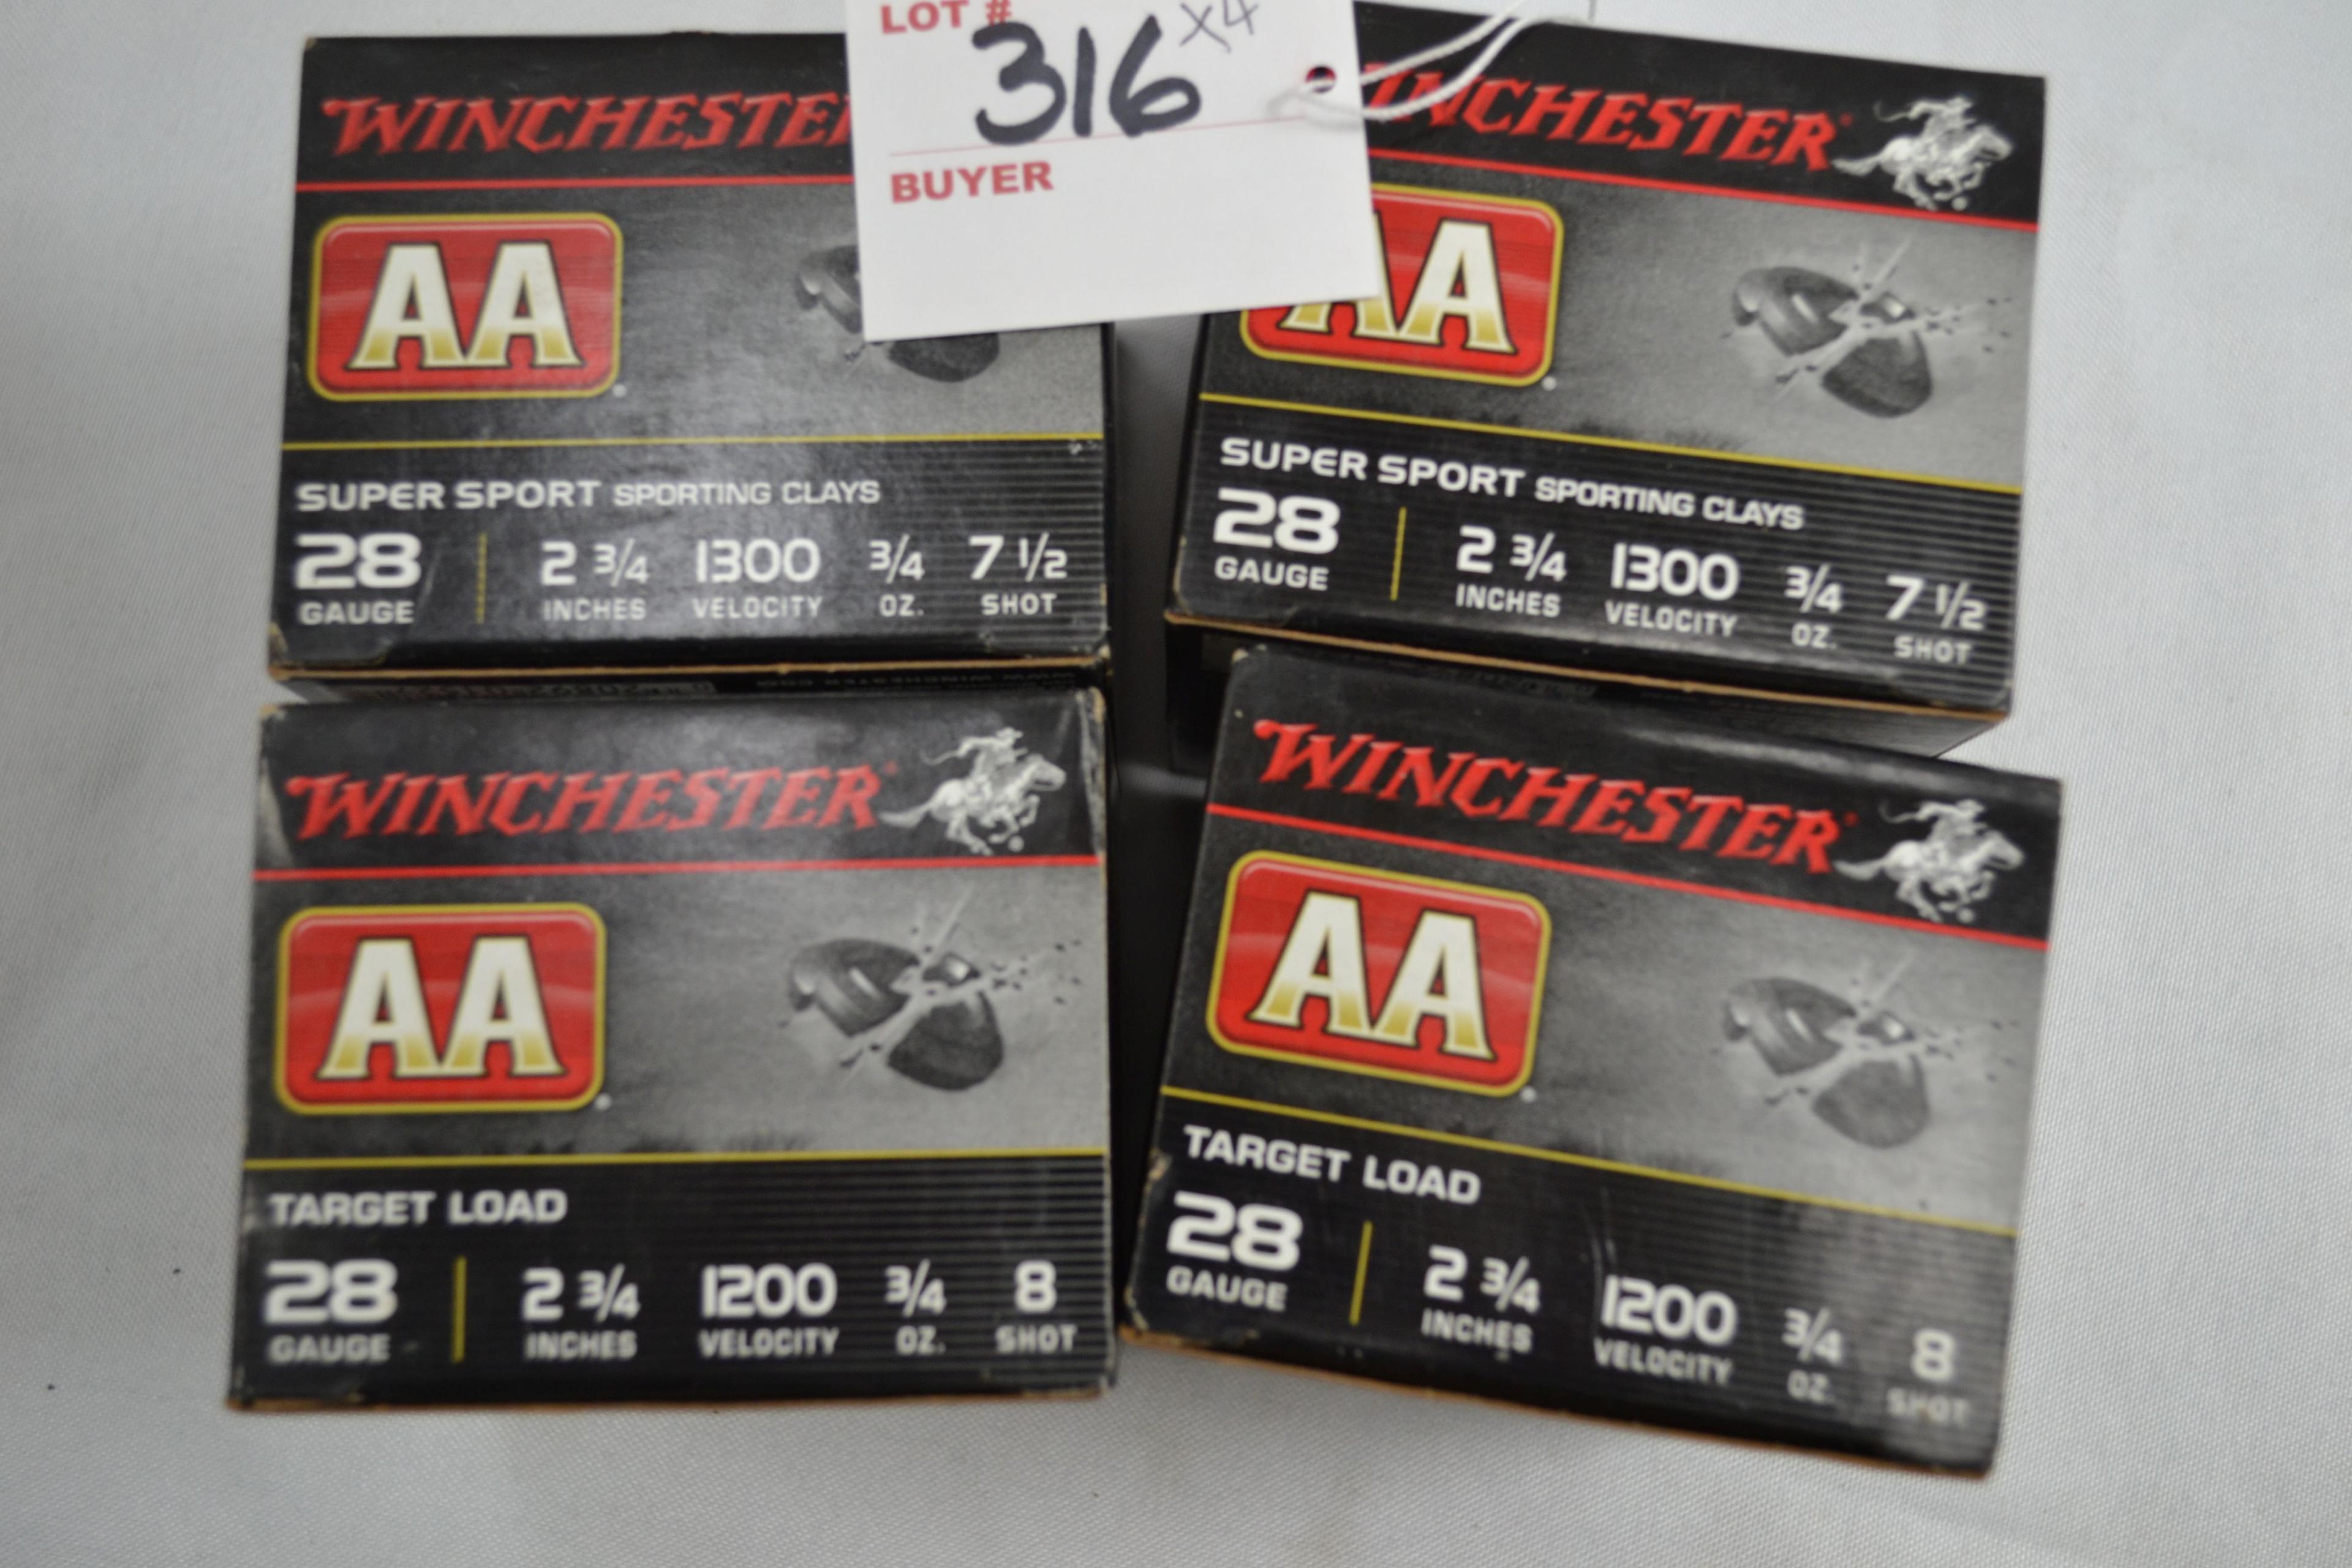 LOT # 316 x4
BUYER
WINCHESTER
AA
SUPER SPORT SPORTING CLAYS
28 2 3/4 1300 3/4 7 1/2
GAUGE INCHES VELOCITY OZ. SHOT
WINCHESTER
AA
SUPER SPORT SPORTING CLAYS
28 2 3/4 1300 3/4 7 1/2
GAUGE INCHES VELOCITY OZ. SHOT
WINCHESTER
AA
TARGET LOAD
28 2 3/4 1200 3/4 8
GAUGE INCHES VELOCITY OZ. SHOT
WINCHESTER
AA
TARGET LOAD
28 2 3/4 1200 3/4 8
GAUGE INCHES VELOCITY OZ. SHOT